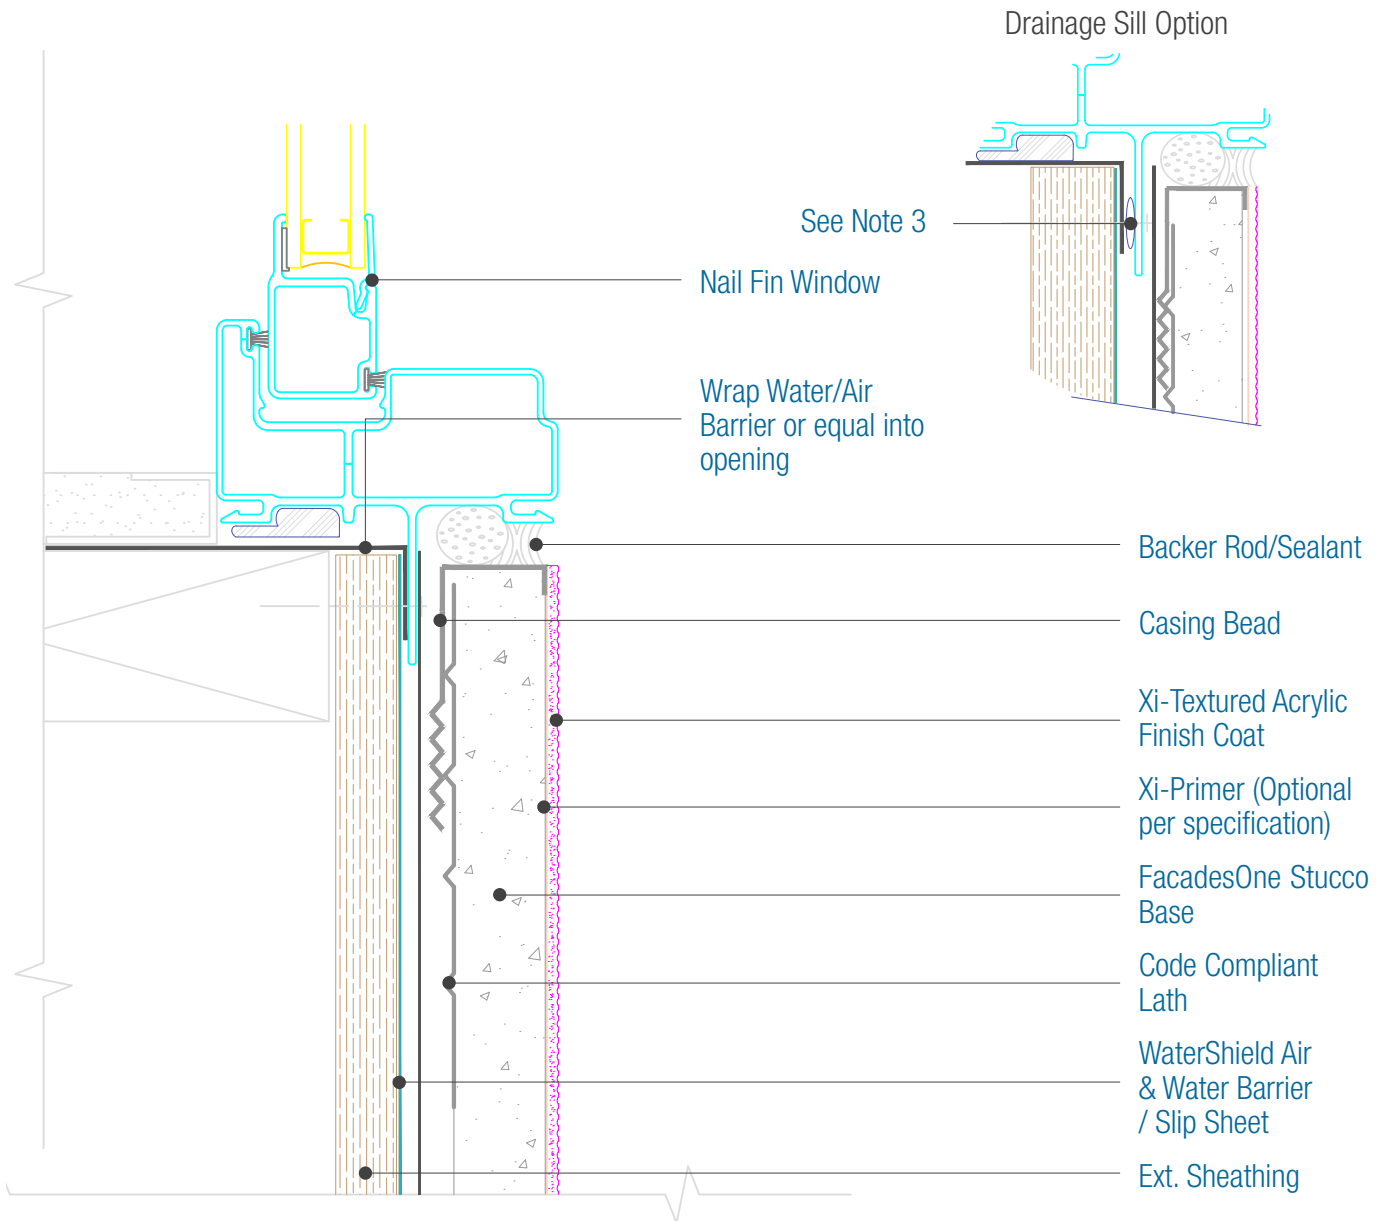 Drainage Sill Option
See Note 3
Nail Fin Window
Wrap Water/Air
Barrier or equal into
opening
Backer Rod/Sealant
Casing Bead
Xi-Textured Acrylic
Finish Coat
Xi-Primer (Optional
per specification)
FacadesOne Stucco
Base
Code Compliant
Lath
WaterShield Air
& Water Barrier
/ Slip Sheet
Ext. Sheathing